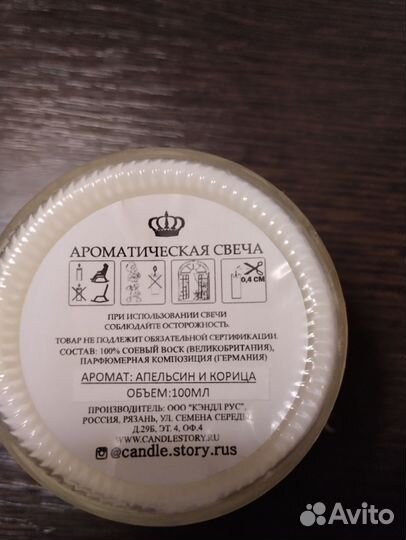 АРОМАТИЧЕСКАЯ СВЕЧА
0,4 СМ
ПРИ ИСПОЛЬЗОВАНИИ СВЕЧИ
СОБЛЮДАЙТЕ ОСТОРОЖНОСТЬ.
ТОВАР НЕ ПОДЛЕЖИТ ОБЯЗАТЕЛЬНОЙ СЕРТИФИКАЦИИ.
СОСТАВ: 100% СОЕВЫЙ ВОСК (ВЕЛИКОБРИТАНИЯ),
ПАРФЮМЕРНАЯ КОМПОЗИЦИЯ (ГЕРМАНИЯ)
АРОМАТ: АПЕЛЬСИН И КОРИЦА
ОБЪЕМ:100МЛ
ПРОИЗВОДИТЕЛЬ: ООО "КЭНДЛ РУС",
РОССИЯ, РЯЗАНЬ, УЛ. СЕМЕНА СЕРЕДЫ
Д.29Б, ЭТ. 4, ОФ.4
WWW.CANDLESTORY.RU
@candle.story.rus
Avito